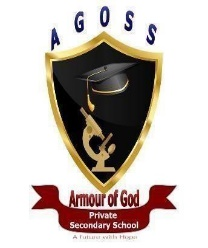 AGOSS
Armour of God
Private
Secondary School
A Future with Hope